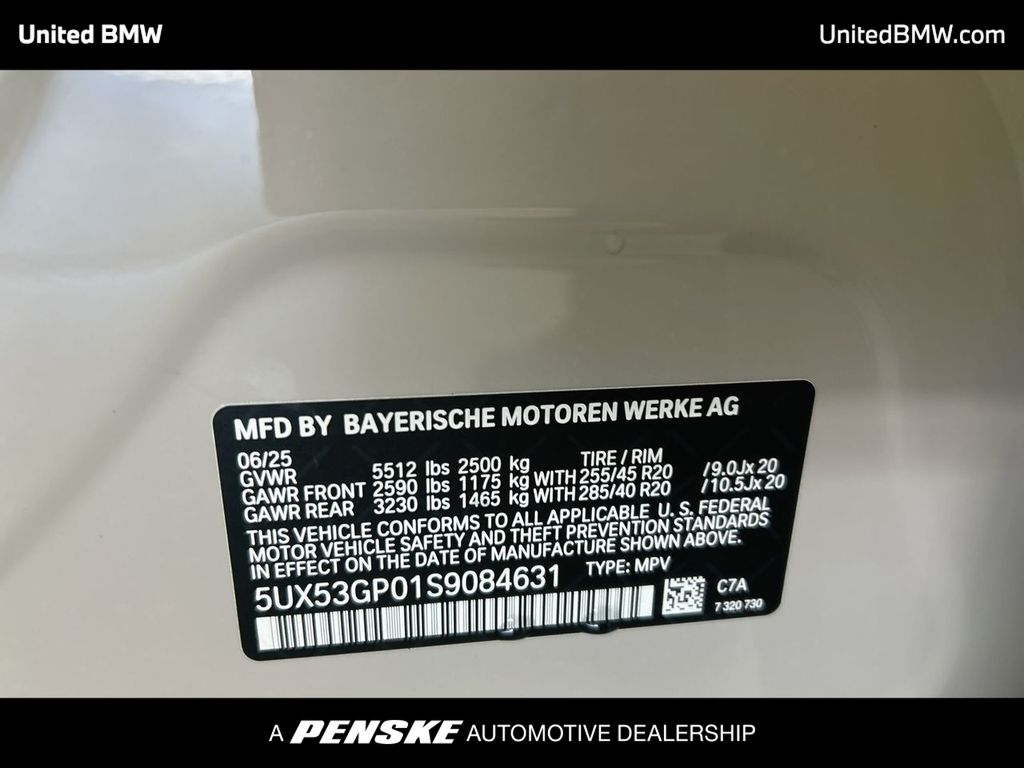 United BMW
UnitedBMW.com
MFD BY BAYERISCHE MOTOREN WERKE AG
06/25 TIRE / RIM
GVWR 5512 lbs 2500 kg
GAWR FRONT 2590 lbs 1175 kg WITH 255/45 R20 /9.0Jx 20
GAWR REAR 3230 lbs 1465 kg WITH 285/40 R20 /10.5Jx 20
THIS VEHICLE CONFORMS TO ALL APPLICABLE U. S. FEDERAL
MOTOR VEHICLE SAFETY AND THEFT PREVENTION STANDARDS
IN EFFECT ON THE DATE OF MANUFACTURE SHOWN ABOVE.
5UX53GP01S9084631 TYPE: MPV
C7A
7 320 730
A PENSKE AUTOMOTIVE DEALERSHIP